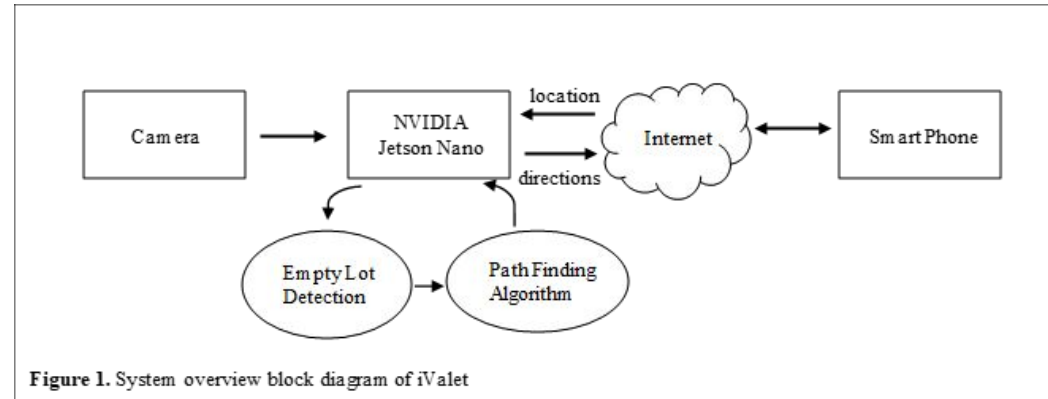 Camera
NVIDIA
Jetson Nano
location
directions
Internet
Smart Phone
Empty Lot
Detection
Path Finding
Algorithm
Figure 1. System overview block diagram of iValet